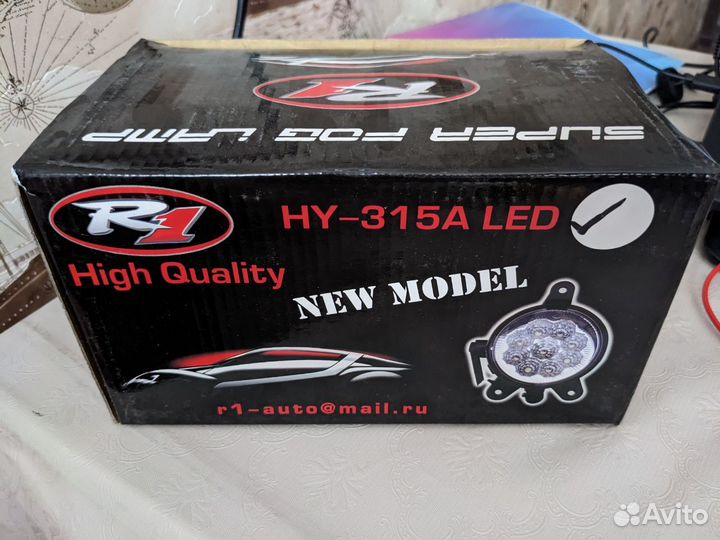 R1
SUPER FOG LAMP
R1
HY-315A LED
High Quality
NEW MODEL
r1-auto@mail.ru
Avito